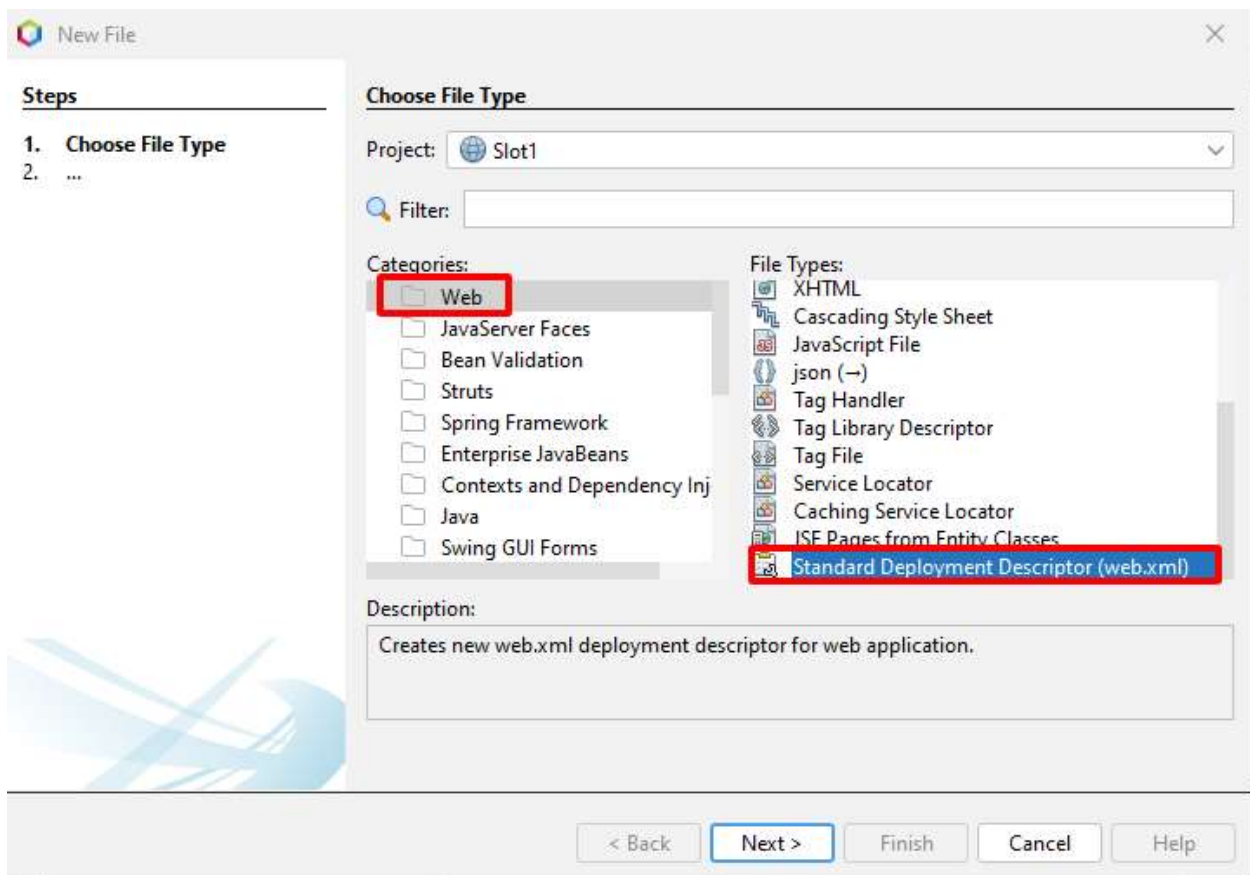 New File
Steps
1. Choose File Type
2. ...
Choose File Type
Project: Slot1
Filter:
Categories:
Web
JavaServer Faces
Bean Validation
Struts
Spring Framework
Enterprise JavaBeans
Contexts and Dependency Inj
Java
Swing GUI Forms
File Types:
XHTML
Cascading Style Sheet
JavaScript File
json (→)
Tag Handler
Tag Library Descriptor
Tag File
Service Locator
Caching Service Locator
JSF Pages from Entity Classes
Standard Deployment Descriptor (web.xml)
Description:
Creates new web.xml deployment descriptor for web application.
< Back Next > Finish Cancel Help